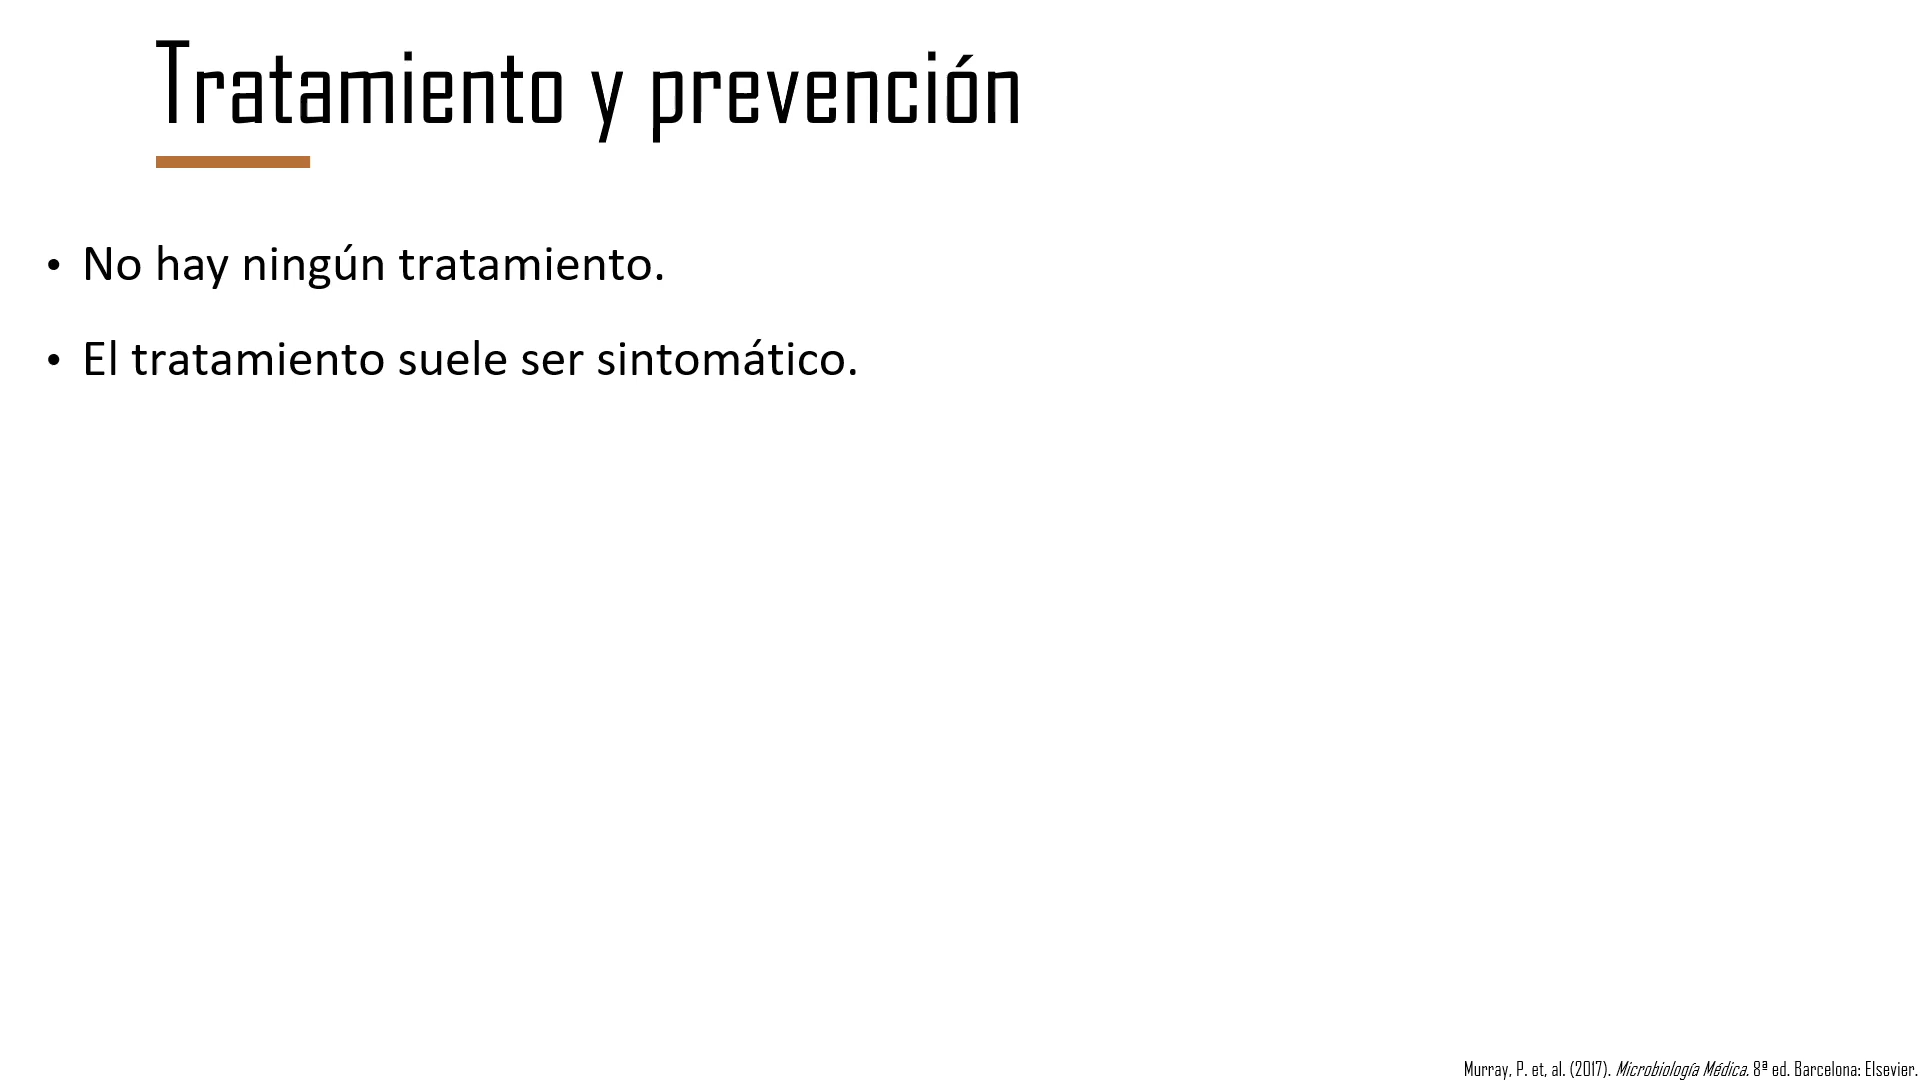 Tratamiento y prevención
• No hay ningún tratamiento.
• El tratamiento suele ser sintomático.
Murray, P. et, al. (2017). Microbiología Médica. 8ª ed. Barcelona: Elsevier.